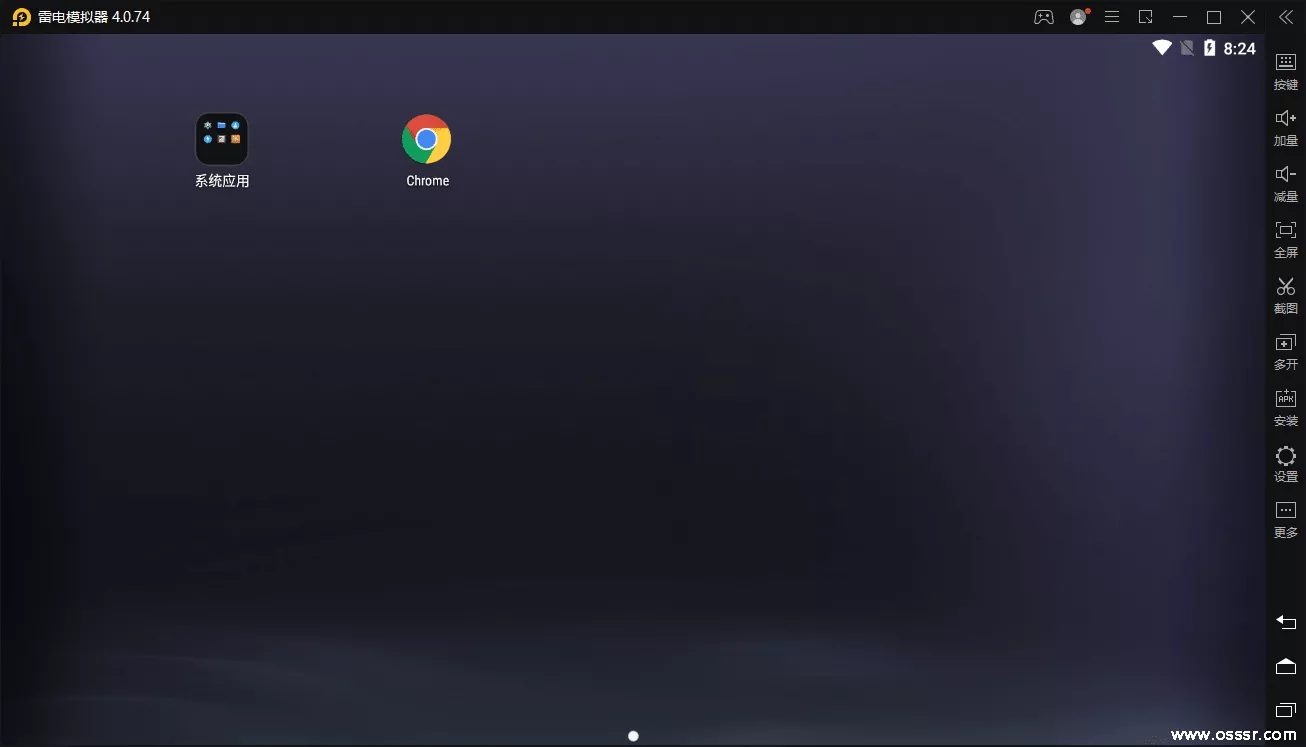 雷电模拟器 4.0.74
8:24
系统应用
Chrome
按键
加量
减量
全屏
截图
多开
APK
安装
设置
更多
www.osssr.com